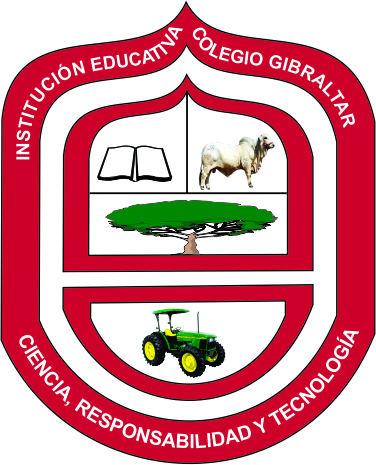 INSTITUCIÓN EDUCATIVA COLEGIO GIBRALTAR
CIENCIA, RESPONSABILIDAD Y TECNOLOGÍA